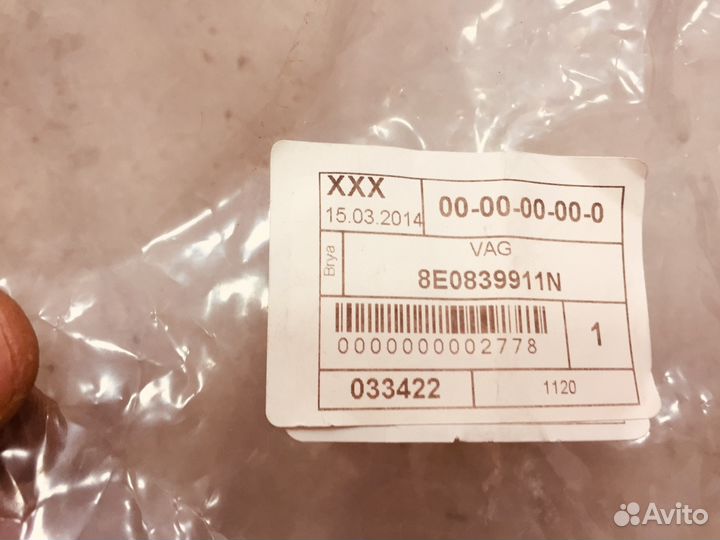 XXX
15.03.2014
00-00-00-00-0
Brya
VAG
8E0839911N
0000000002778
1
033422
1120
Avito